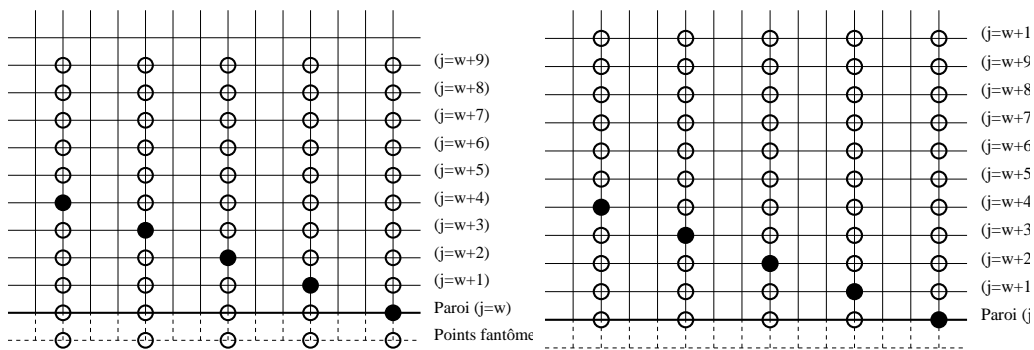 (j=w+9)
(j=w+8)
(j=w+7)
(j=w+6)
(j=w+5)
(j=w+4)
(j=w+3)
(j=w+2)
(j=w+1)
Paroi (j=w)
Points fantôme
(j=w+1
(j=w+9
(j=w+8
(j=w+7
(j=w+6
(j=w+5
(j=w+4
(j=w+3
(j=w+2
(j=w+1
Paroi (j